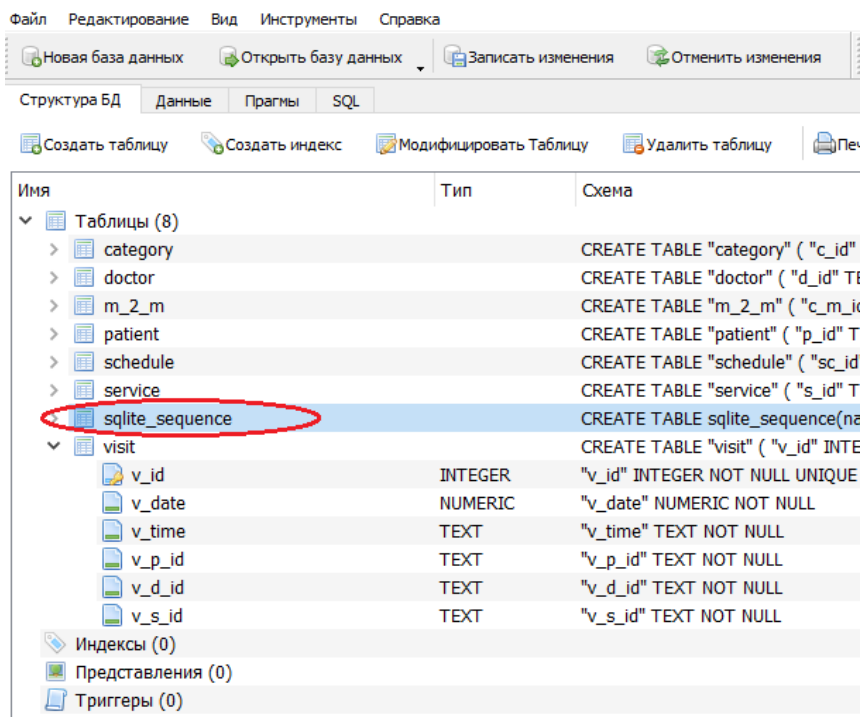 Файл Редактирование Вид Инструменты Справка
Новая база данных Открыть базу данных Записать изменения Отменить изменения
Структура БД Данные Прагмы SQL
Создать таблицу Создать индекс Модифицировать Таблицу Удалить таблицу Печ
Имя Тип Схема
Таблицы (8)
category CREATE TABLE "category" ( "c_id"
doctor CREATE TABLE "doctor" ( "d_id" TE
m_2_m CREATE TABLE "m_2_m" ( "c_m_id
patient CREATE TABLE "patient" ( "p_id" T
schedule CREATE TABLE "schedule" ( "sc_id"
service CREATE TABLE "service" ( "s_id" T
sqlite_sequence CREATE TABLE sqlite_sequence(na
visit CREATE TABLE "visit" ( "v_id" INTE
v_id INTEGER "v_id" INTEGER NOT NULL UNIQUE
v_date NUMERIC "v_date" NUMERIC NOT NULL
v_time TEXT "v_time" TEXT NOT NULL
v_p_id TEXT "v_p_id" TEXT NOT NULL
v_d_id TEXT "v_d_id" TEXT NOT NULL
v_s_id TEXT "v_s_id" TEXT NOT NULL
Индексы (0)
Представления (0)
Триггеры (0)